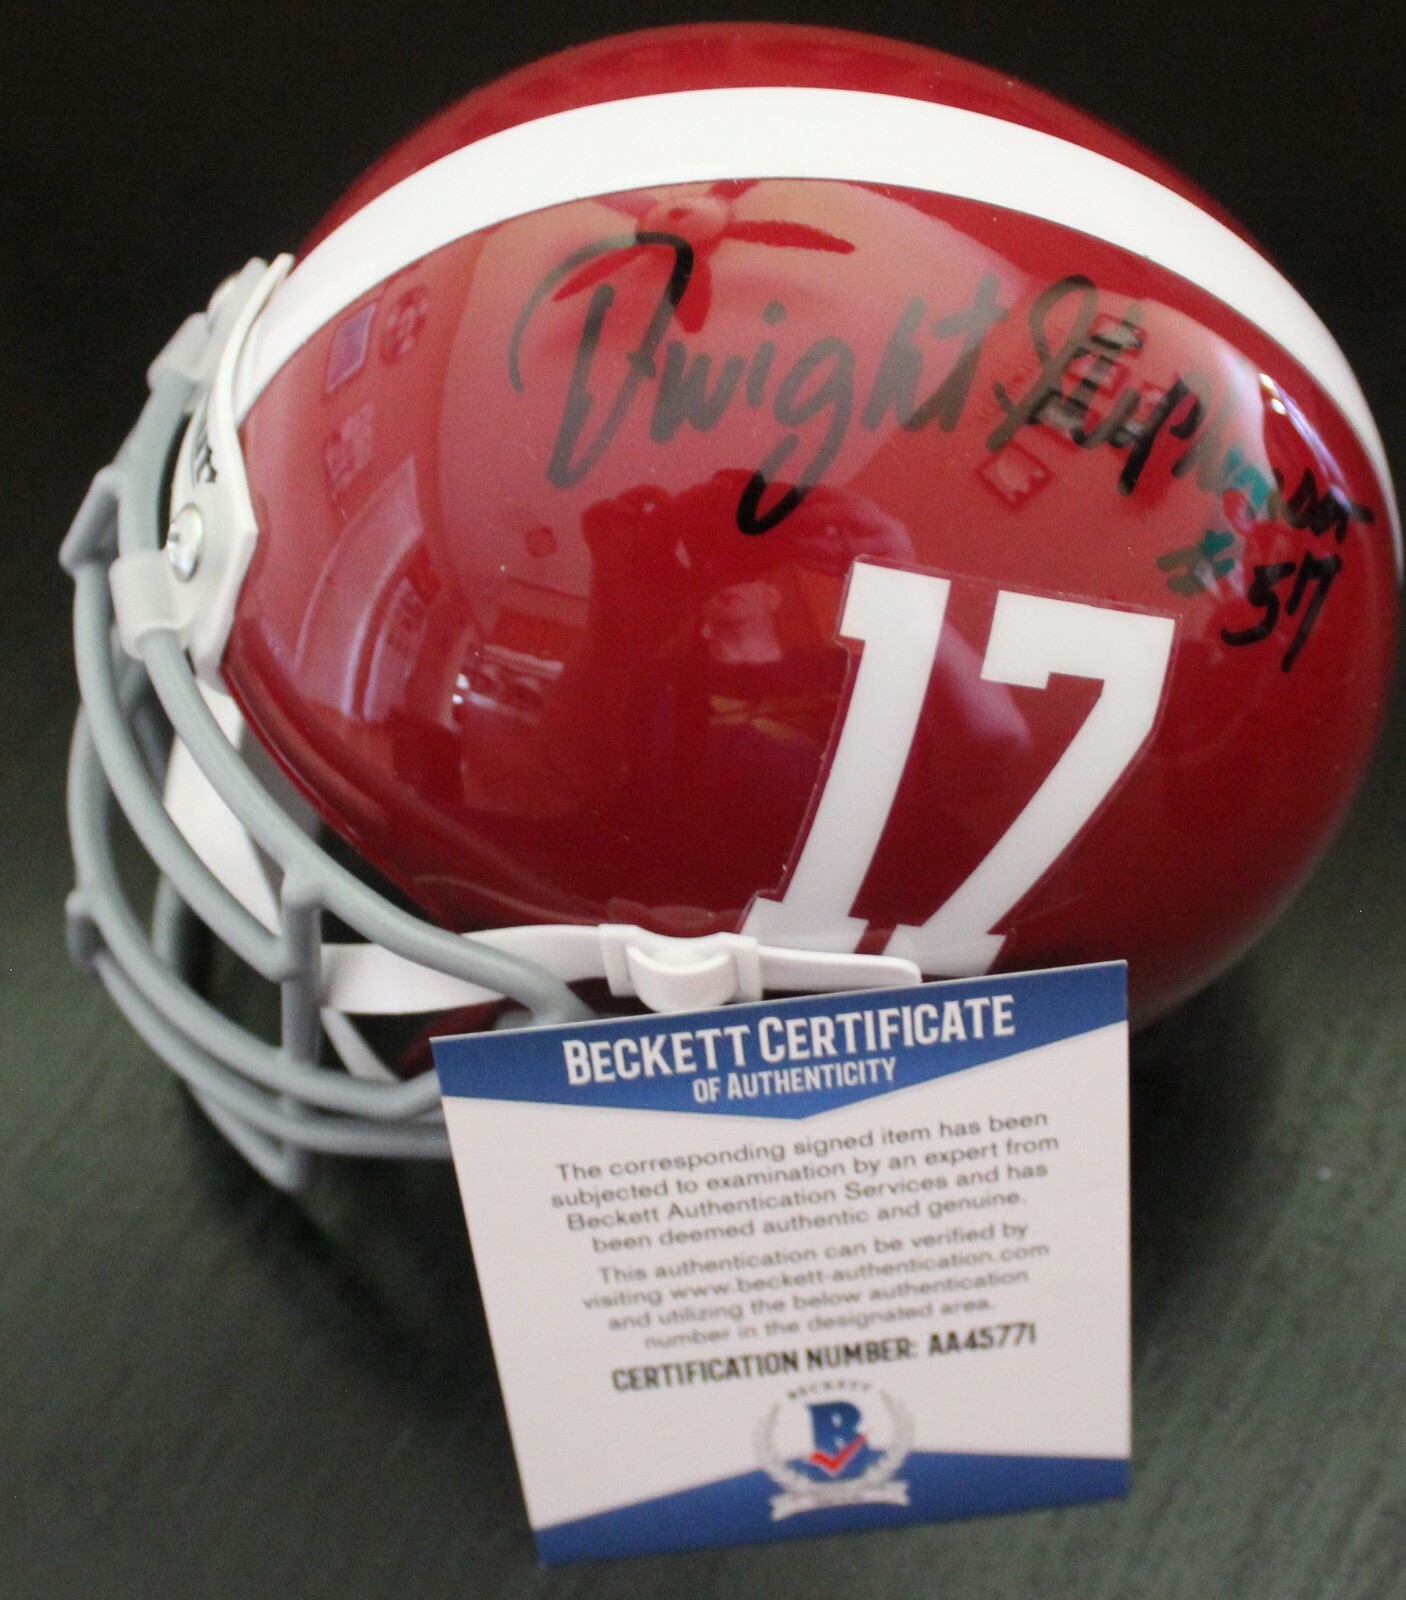 Dwight Stephenson
#57
17
BECKETT CERTIFICATE
OF AUTHENTICITY
The corresponding signed item has been
subjected to examination by an expert from
Beckett Authentication Services and has
been deemed authentic and genuine.
This authentication can be verified by
visiting www.beckett-authentication.com
and utilizing the below authentication
number in the designated area.
CERTIFICATION NUMBER: AA45771
BECKETT
B